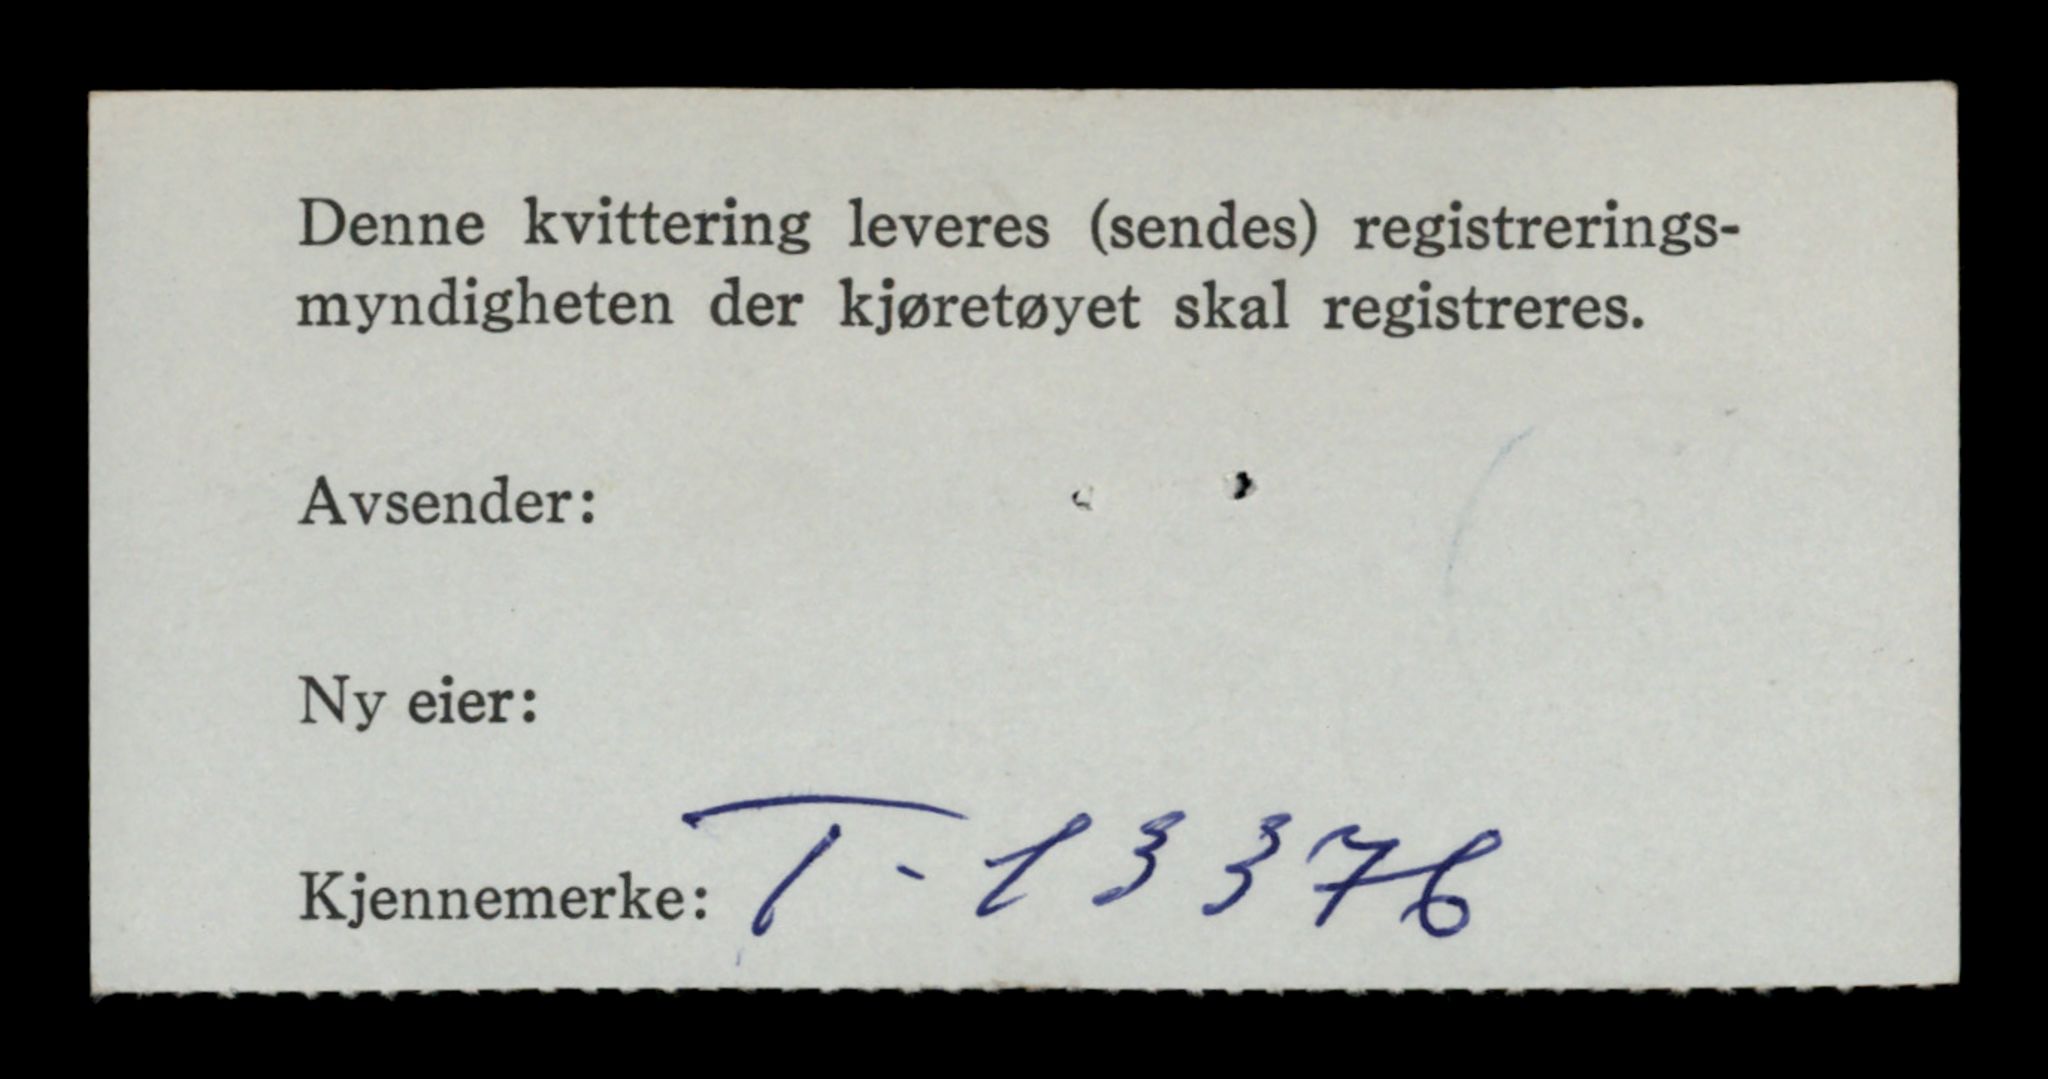 Denne kvittering leveres (sendes) registrerings-
myndigheten der kjøretøyet skal registreres.
Avsender:
Ny eier:
Kjennemerke: T-13376